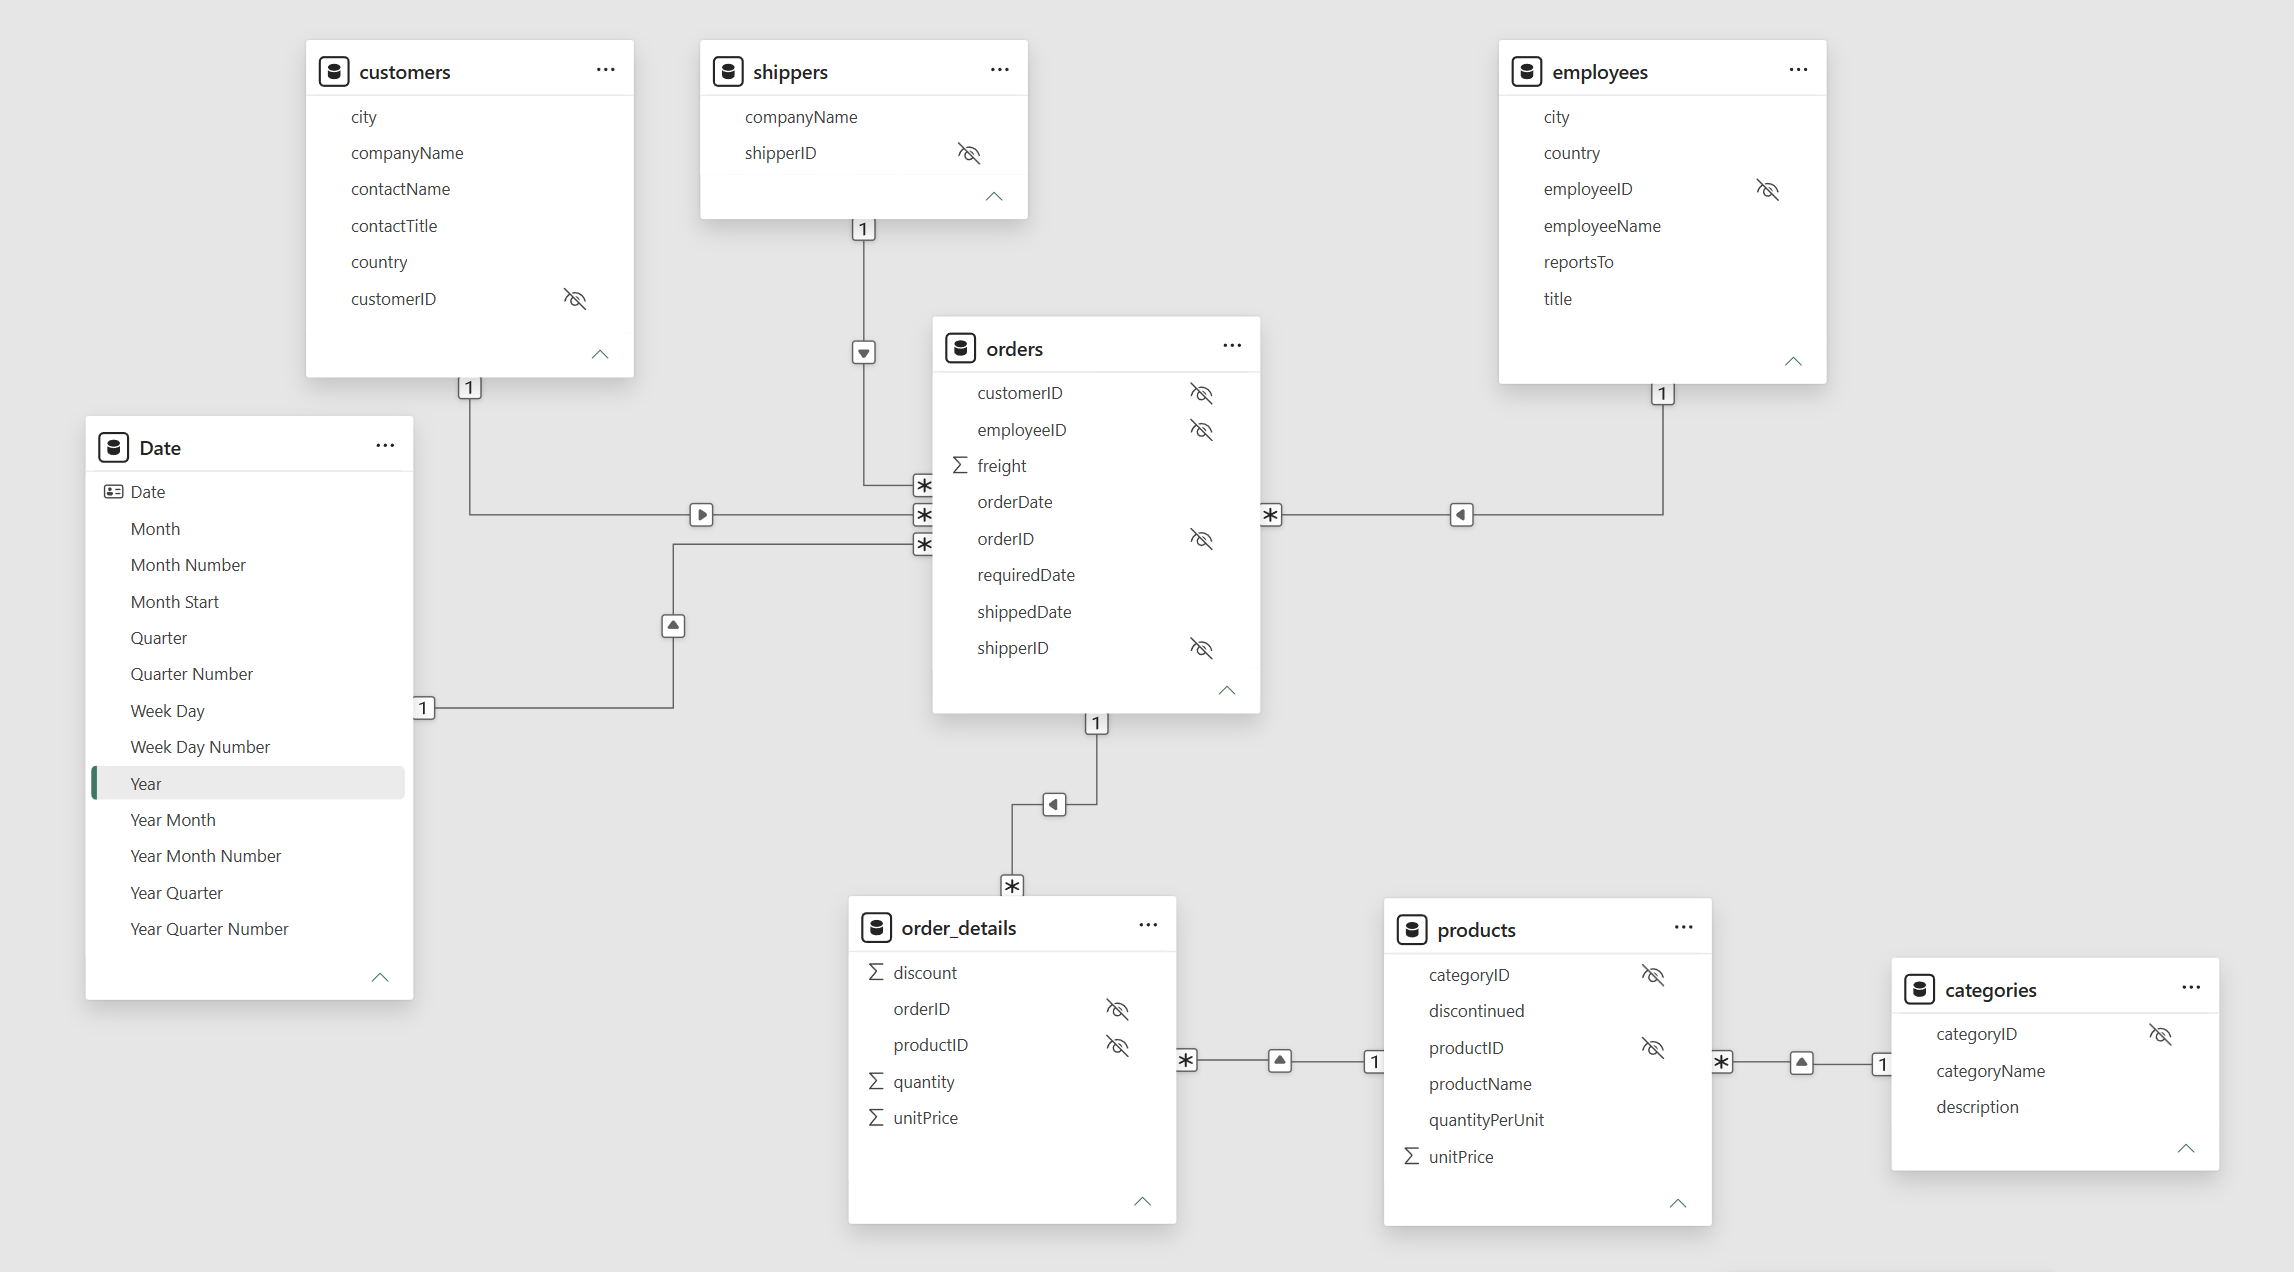 customers
city
companyName
contactName
contactTitle
country
customerID
1
shippers
companyName
shipperID
1
employees
city
country
employeeID
employeeName
reportsTo
title
1
Date
Date
Month
Month Number
Month Start
Quarter
Quarter Number
Week Day
Week Day Number
Year
Year Month
Year Month Number
Year Quarter
Year Quarter Number
1
orders
customerID
employeeID
Σ freight
orderDate
orderID
requiredDate
shippedDate
shipperID
*
*
*
*
1
*
order_details
Σ discount
orderID
productID
Σ quantity
Σ unitPrice
*
1
products
categoryID
discontinued
productID
productName
quantityPerUnit
Σ unitPrice
*
1
categories
categoryID
categoryName
description